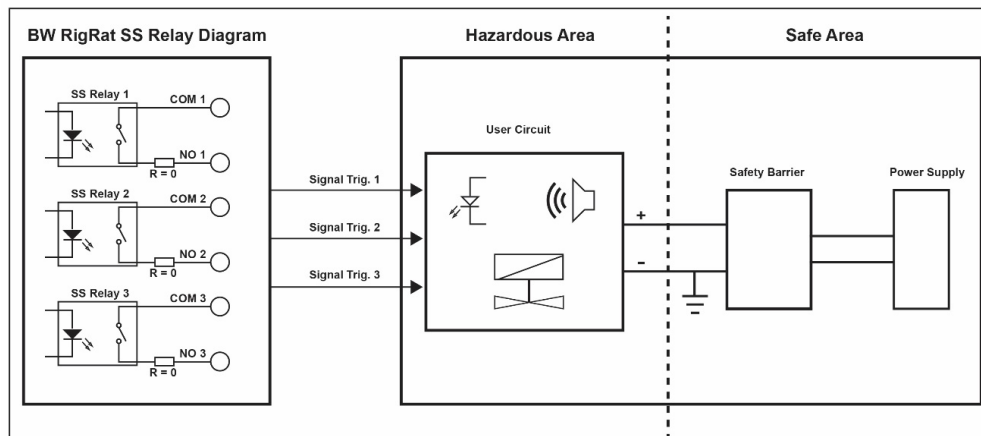 BW RigRat SS Relay Diagram
SS Relay 1
COM 1
NO 1
R = 0
SS Relay 2
COM 2
NO 2
R = 0
SS Relay 3
COM 3
NO 3
R = 0
Signal Trig. 1
Signal Trig. 2
Signal Trig. 3
Hazardous Area
User Circuit
+
-
Safe Area
Safety Barrier
Power Supply